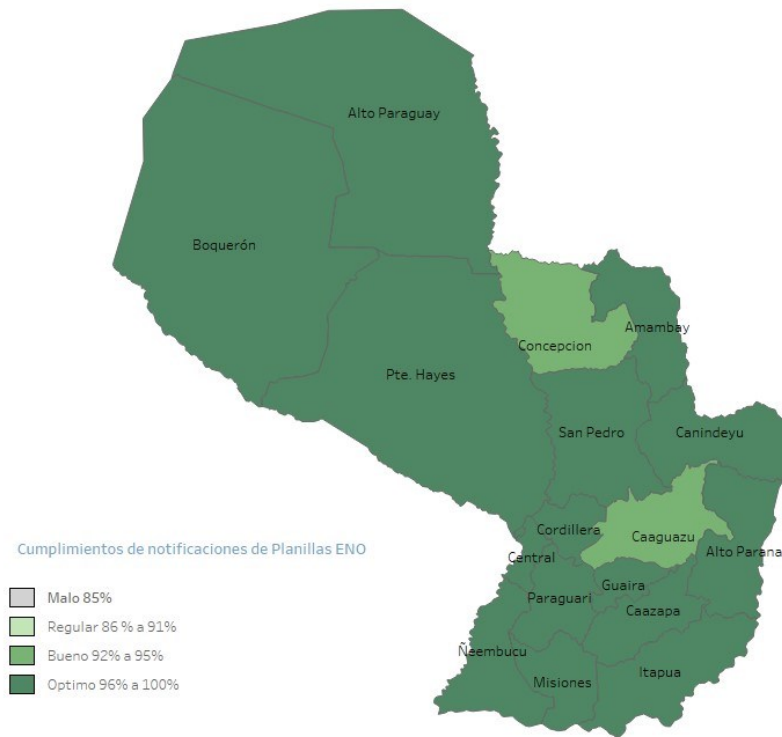 Alto Paraguay
Boquerón
Concepcion
Amambay
Pte. Hayes
San Pedro
Canindeyu
Cordillera
Caaguazu
Central
Alto Parana
Guaira
Paraguari
Caazapa
Ñeembucu
Itapua
Misiones
Cumplimientos de notificaciones de Planillas ENO
Malo 85%
Regular 86 % a 91%
Bueno 92% a 95%
Optimo 96% a 100%